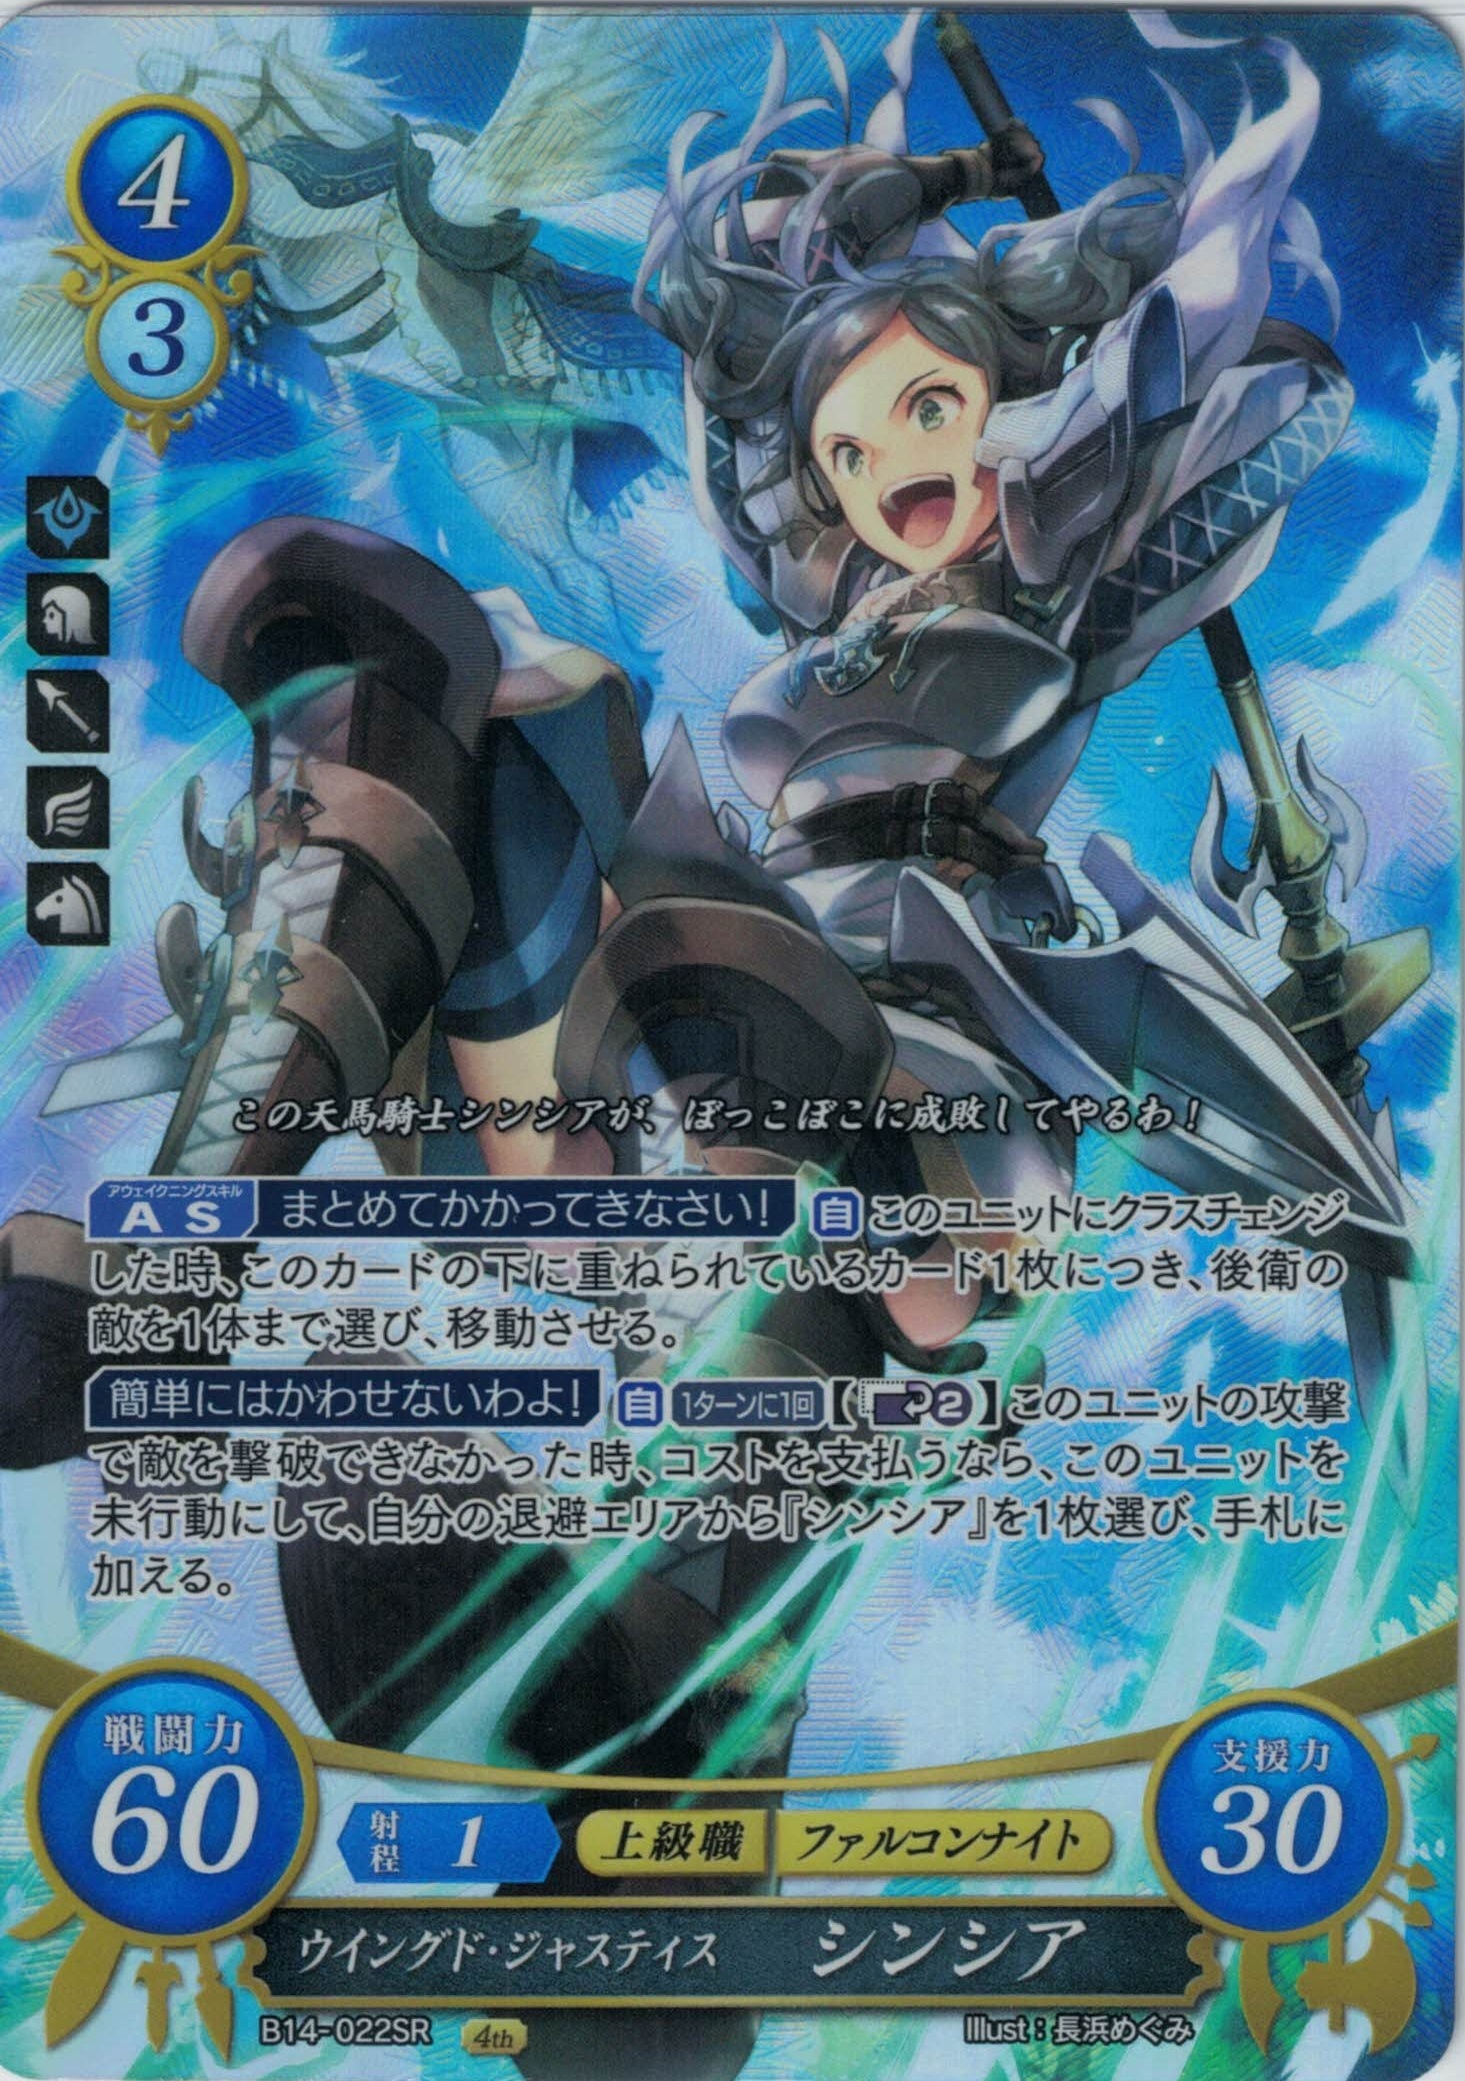 4
3
この天馬騎士シンシアが、ぼっこぼこに成敗してやるわ！
アウェイクニングスキル
AS まとめてかかってきなさい！ 自 このユニットにクラスチェンジ
した時、このカードの下に重ねられているカード1枚につき、後衛の
敵を1体まで選び、移動させる。
簡単にはかわせないわよ！ 自 1ターンに1回 【2】このユニットの攻撃
で敵を撃破できなかった時、コストを支払うなら、このユニットを
未行動にして、自分の退避エリアから『シンシア』を1枚選び、手札に
加える。
戦闘力
60
射程 1
上級職 ファルコンナイト
支援力
30
ウイングド・ジャスティス シンシア
B14-022SR 4th Illust：長浜めぐみ